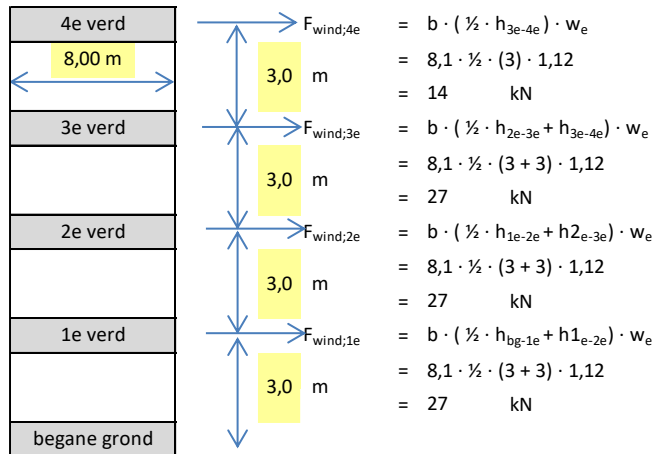 4e verd F_wind;4e = b · ( ½ · h_3e-4e ) · w_e
8,00 m 3,0 m = 8,1 · ½ · (3) · 1,12
= 14 kN
3e verd F_wind;3e = b · ( ½ · h_2e-3e + h_3e-4e ) · w_e
3,0 m = 8,1 · ½ · (3 + 3) · 1,12
= 27 kN
2e verd F_wind;2e = b · ( ½ · h_1e-2e + h2_e-3e ) · w_e
3,0 m = 8,1 · ½ · (3 + 3) · 1,12
= 27 kN
1e verd F_wind;1e = b · ( ½ · h_bg-1e + h1_e-2e ) · w_e
3,0 m = 8,1 · ½ · (3 + 3) · 1,12
= 27 kN
begane grond